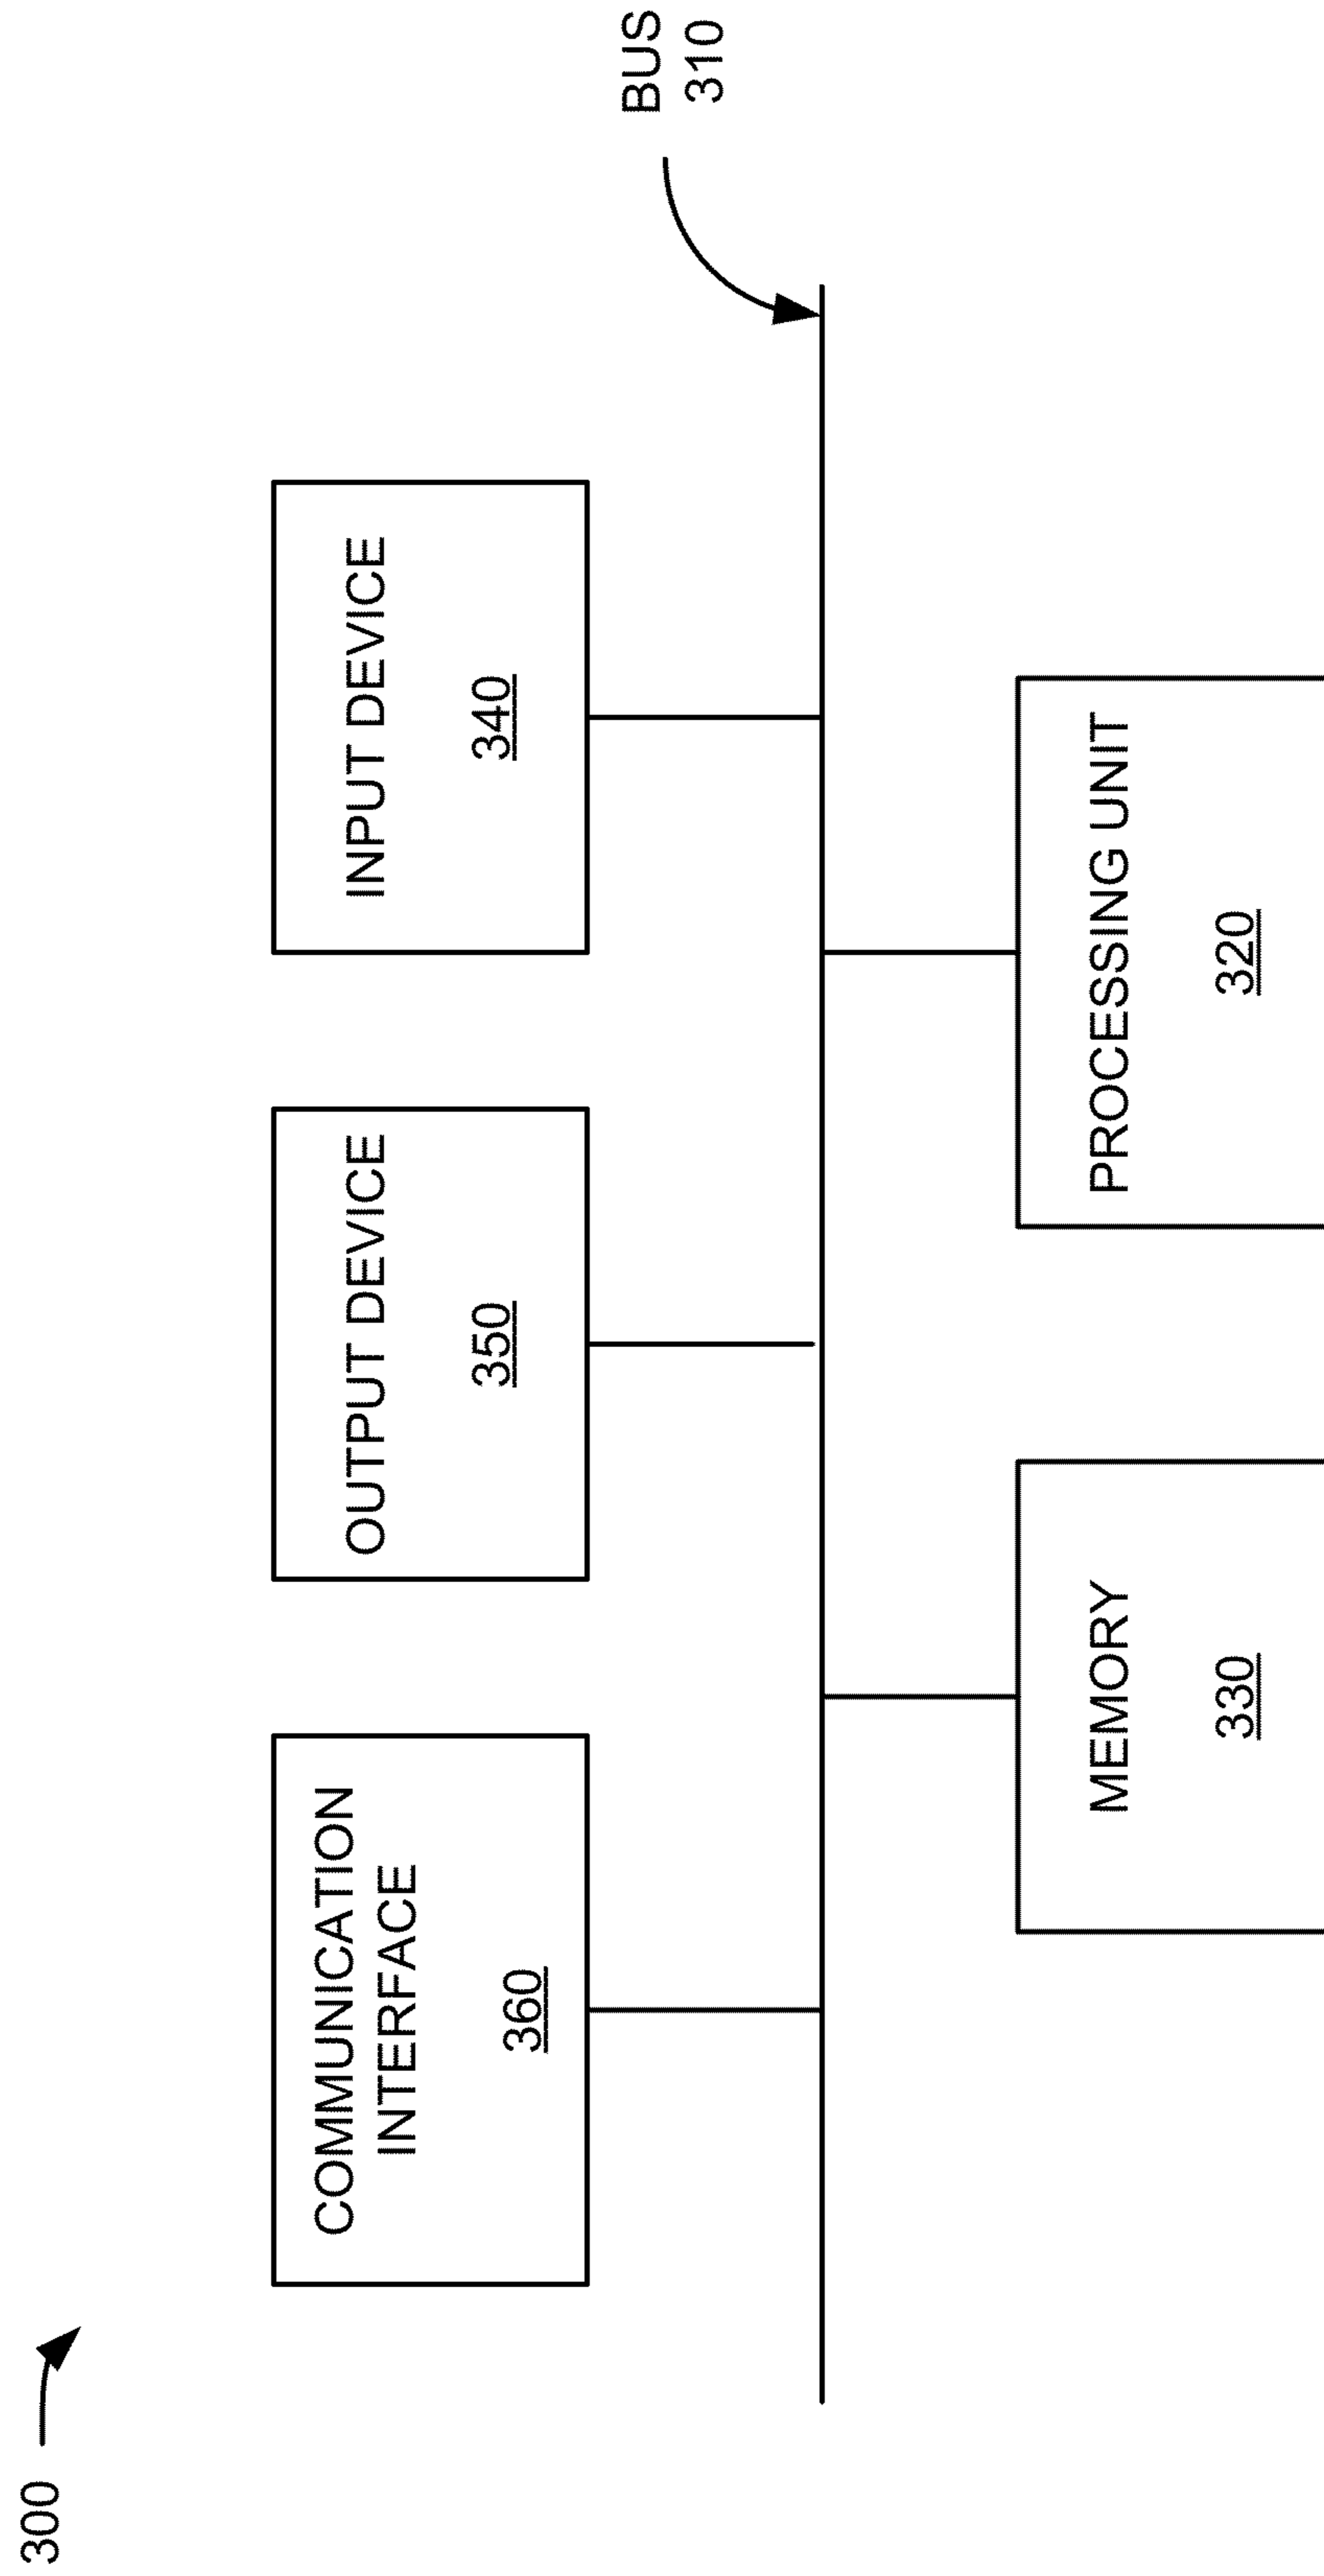 300
COMMUNICATION
INTERFACE
360
OUTPUT DEVICE
350
INPUT DEVICE
340
BUS
310
MEMORY
330
PROCESSING UNIT
320